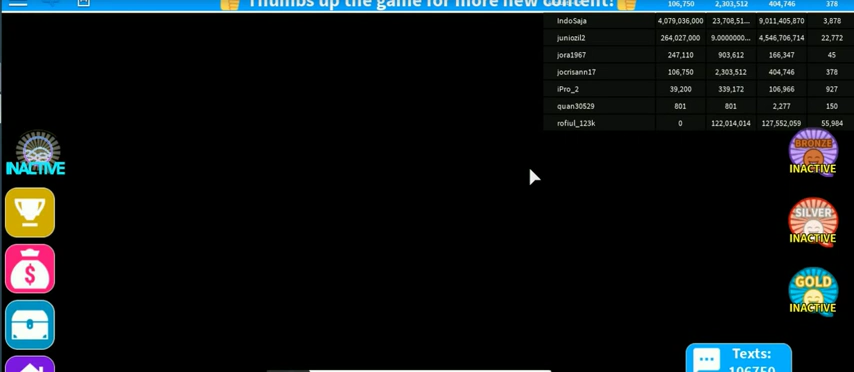 Thumbs up the game for more new content!
106,750 2,303,512 404,746 378
IndoSaja 4,079,036,000 23,708,51... 9,011,405,870 3,878
juniozil2 264,027,000 9.0000000... 4,546,706,714 22,772
jora1967 247,110 903,612 166,347 45
jocrisann17 106,750 2,303,512 404,746 378
iPro_2 39,200 339,172 106,966 927
quan30529 801 801 2,277 150
rofiul_123k 0 122,014,014 127,552,059 55,984
INACTIVE
BRONZE
INACTIVE
SILVER
INACTIVE
GOLD
INACTIVE
Texts:
106750